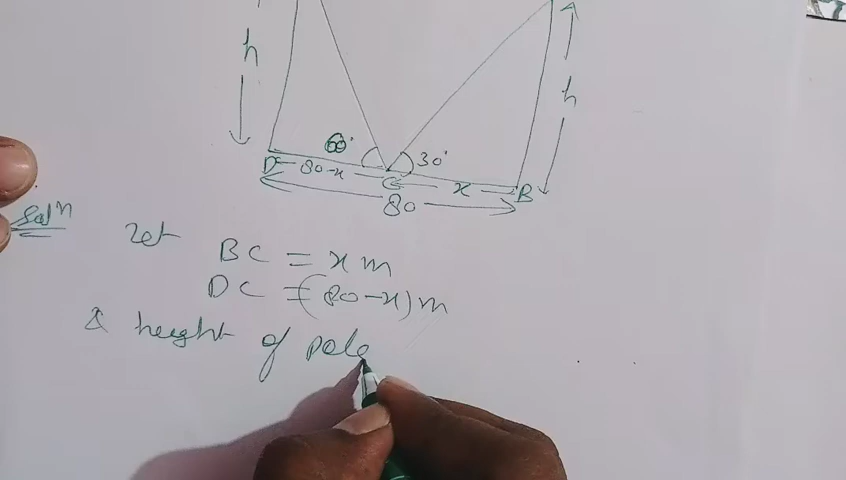 h
h
60°
30°
D
80-x
C
x
B
80
Solⁿ
Let
BC = x m
DC = (80-x) m
& height of pole